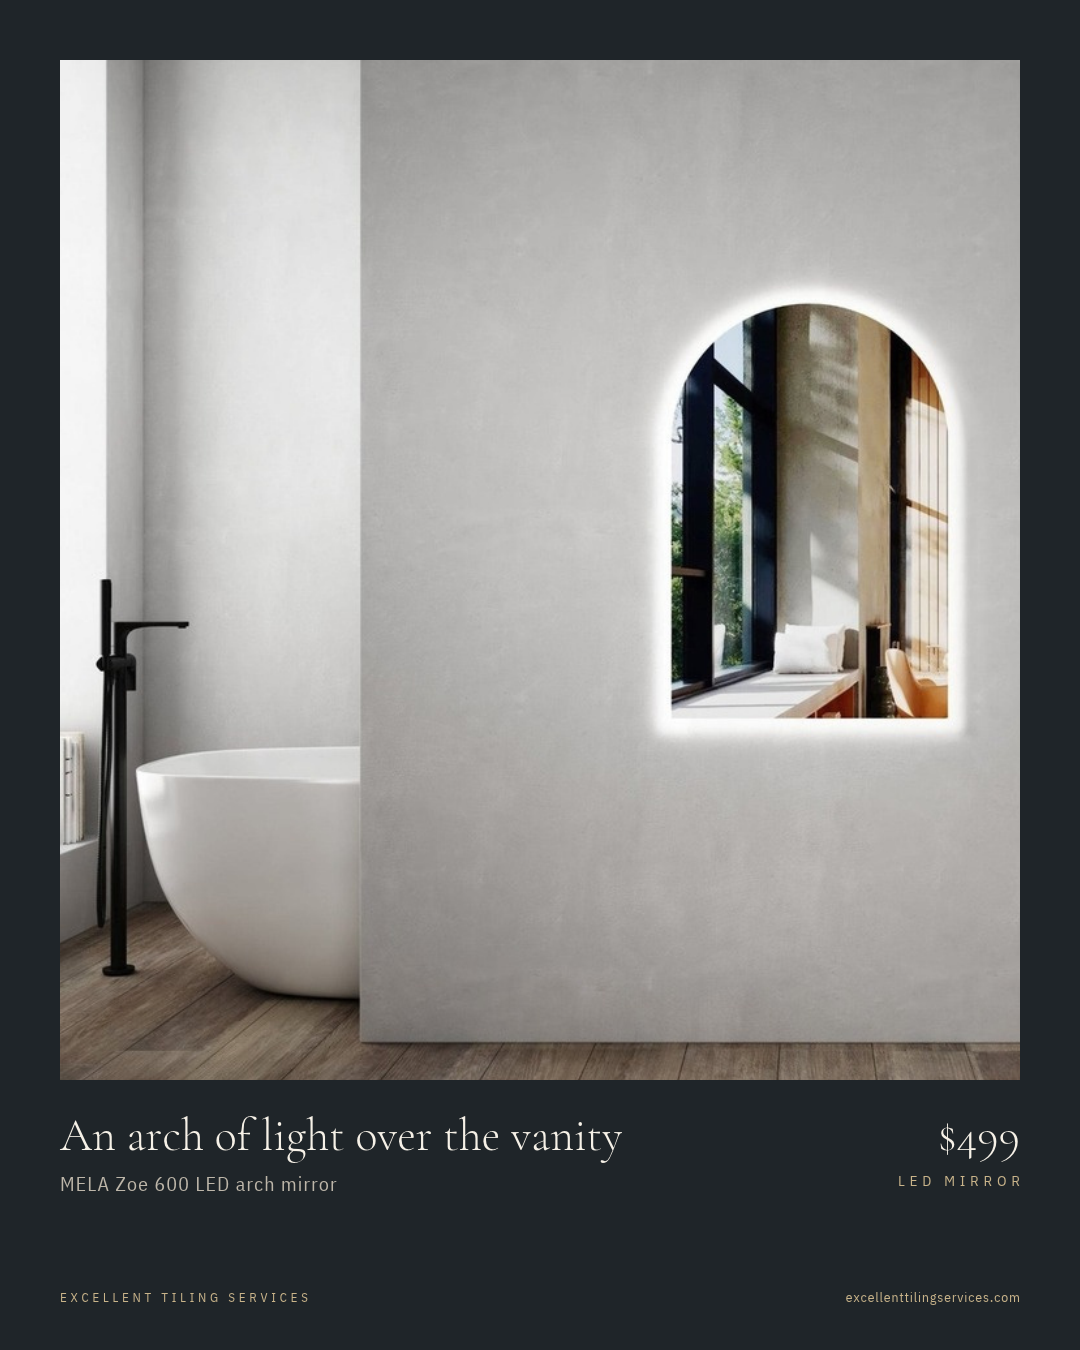 An arch of light over the vanity
$499
MELA Zoe 600 LED arch mirror
LED MIRROR
EXCELLENT TILING SERVICES
excellenttilingservices.com